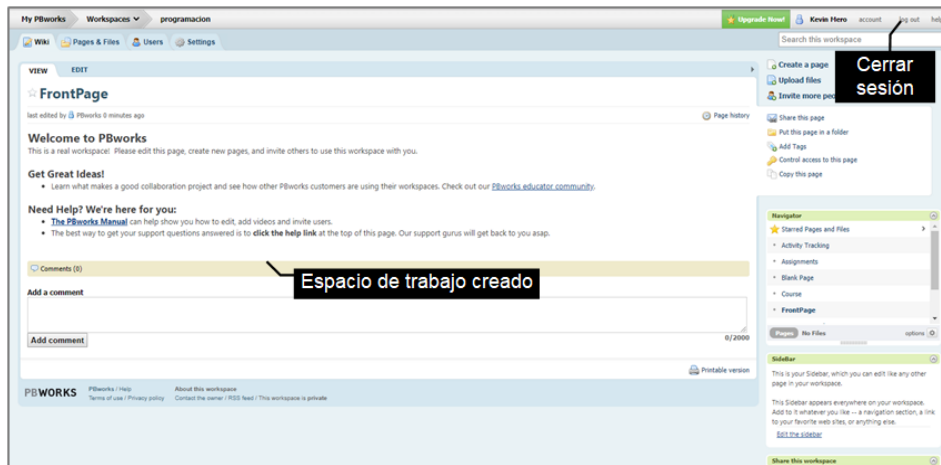 My PBworks Workspaces programacion Upgrade Now! Kevin Hero account log out help
Wiki Pages & Files Users Settings
Search this workspace
VIEW EDIT
FrontPage
last edited by PBworks 0 minutes ago Page history
Welcome to PBworks
This is a real workspace! Please edit this page, create new pages, and invite others to use this workspace with you.
Get Great Ideas!
• Learn what makes a good collaboration project and see how other PBworks customers are using their workspaces. Check out our PBworks educator community.
Need Help? We're here for you:
• The PBworks Manual can help show you how to edit, add videos and invite users.
• The best way to get your support questions answered is to click the help link at the top of this page. Our support gurus will get back to you asap.
Comments (0)
Espacio de trabajo creado
Add a comment
Add comment
0/2000
Printable version
PBWORKS
PBworks / Help
Terms of use / Privacy policy
About this workspace
Contact the owner / RSS feed / This workspace is private
Create a page
Upload files
Invite more
Cerrar
sesión
Share this page
Put this page in a folder
Add Tags
Control access to this page
Copy this page
Navigator
Starred Pages and Files
• Activity Tracking
• Assignments
• Blank Page
• Course
• FrontPage
Pages No Files options
SideBar
This is your Sidebar, which you can edit like any other
page in your workspace.
This Sidebar appears everywhere on your workspace.
Add to it whatever you like -- a navigation section, a link
to your favorite web sites, or anything else.
Edit the sidebar
Share this workspace